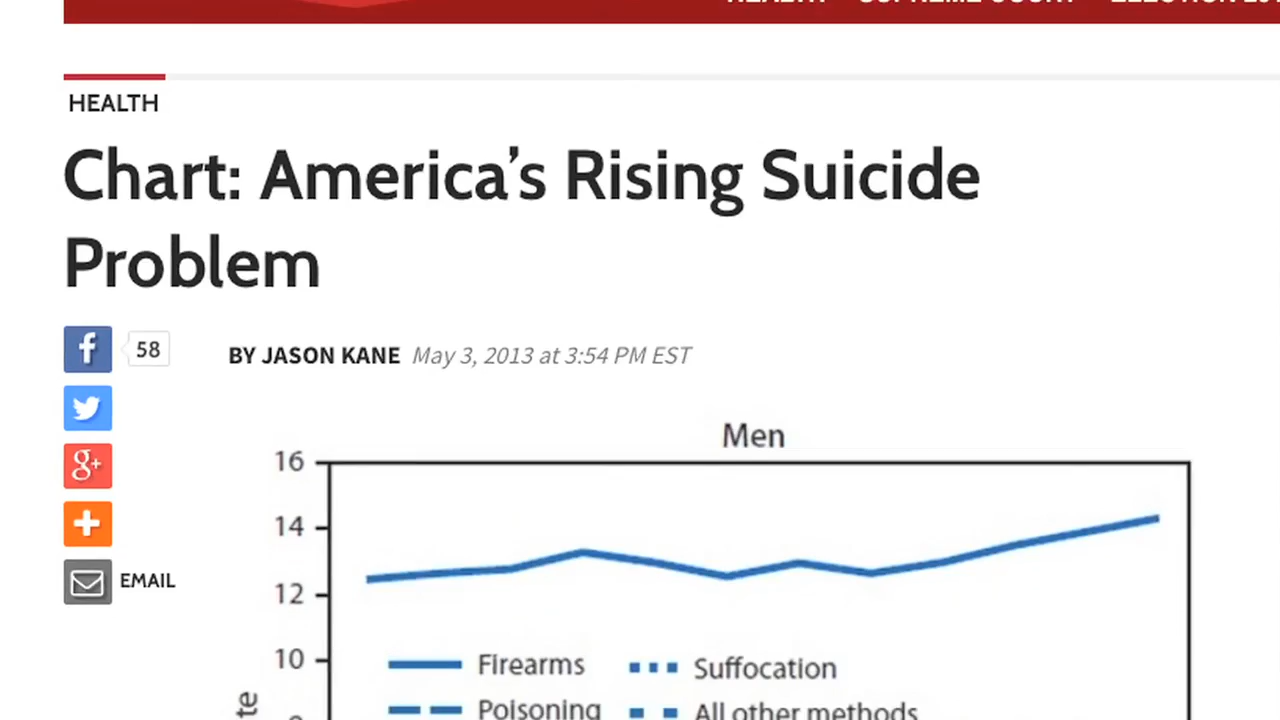 HEALTH
Chart: America's Rising Suicide
Problem
f 58
BY JASON KANE May 3, 2013 at 3:54 PM EST
g+
EMAIL
Men
16
14
12
10
Firearms
Suffocation
Poisoning
All other methods